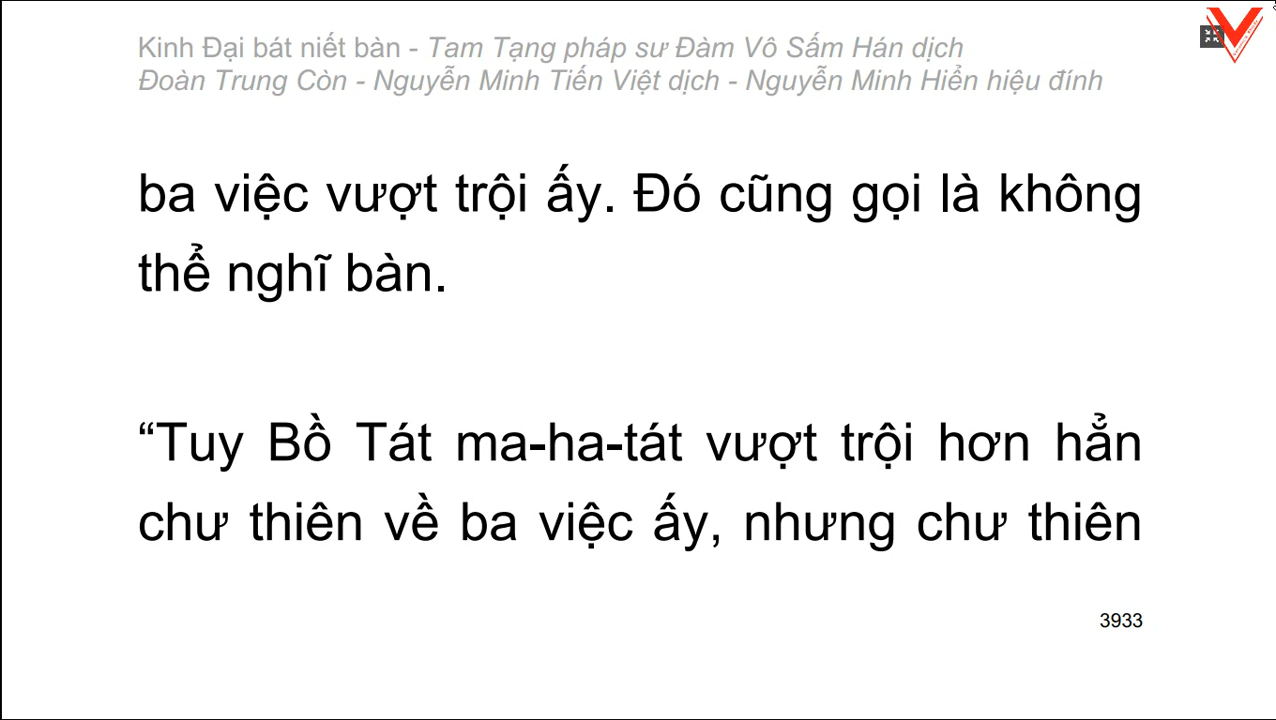 Kinh Đại bát niết bàn - Tam Tạng pháp sư Đàm Vô Sấm Hán dịch
Đoàn Trung Còn - Nguyễn Minh Tiến Việt dịch - Nguyễn Minh Hiển hiệu đính
ba việc vượt trội ấy. Đó cũng gọi là không
thể nghĩ bàn.
“Tuy Bồ Tát ma-ha-tát vượt trội hơn hẳn
chư thiên về ba việc ấy, nhưng chư thiên
3933